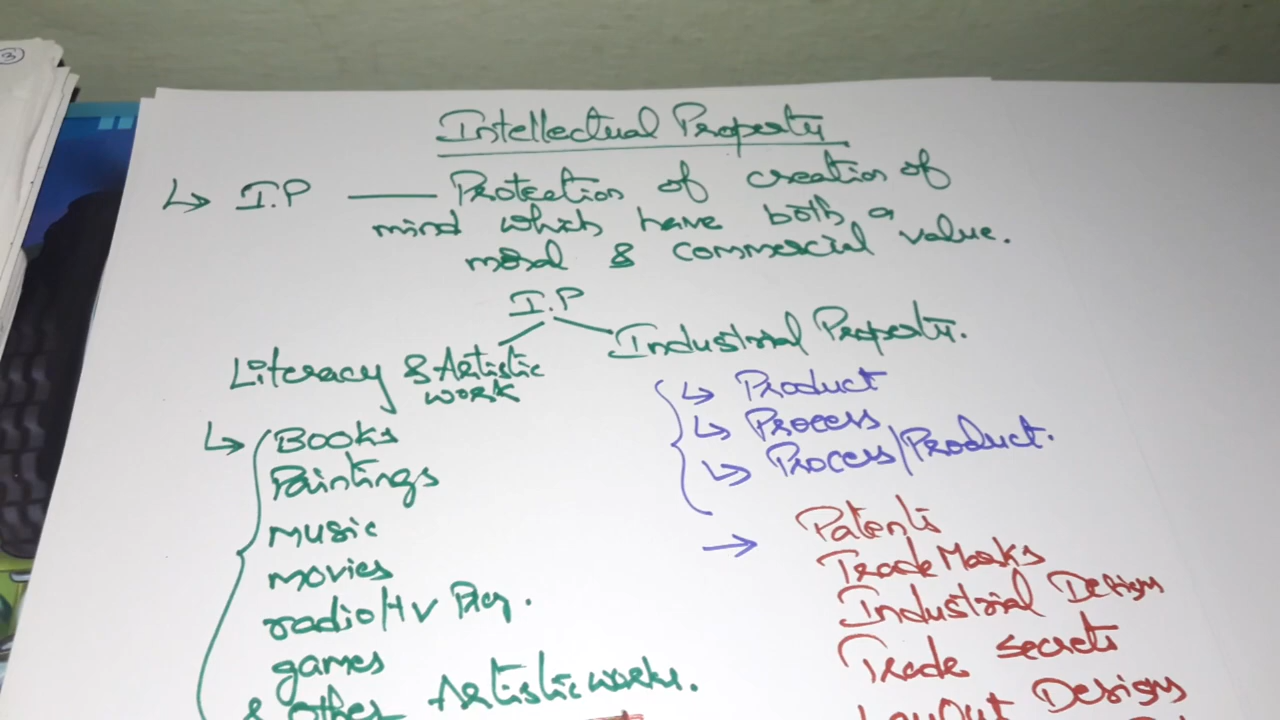 3
Intellectual Property
↳ I.P — Protection of creation of
mind which have both a
moral & commercial value.
I.P
Literacy & Artistic
work
↳ Books
Paintings
Music
movies
radio/tv Prog.
games
& other Artistic works.
Industrial Property.
↳ Product
↳ Process
↳ Process/Product.
→ Patents
Trade Marks
Industrial Designs
Trade secrets
LayOut Designs